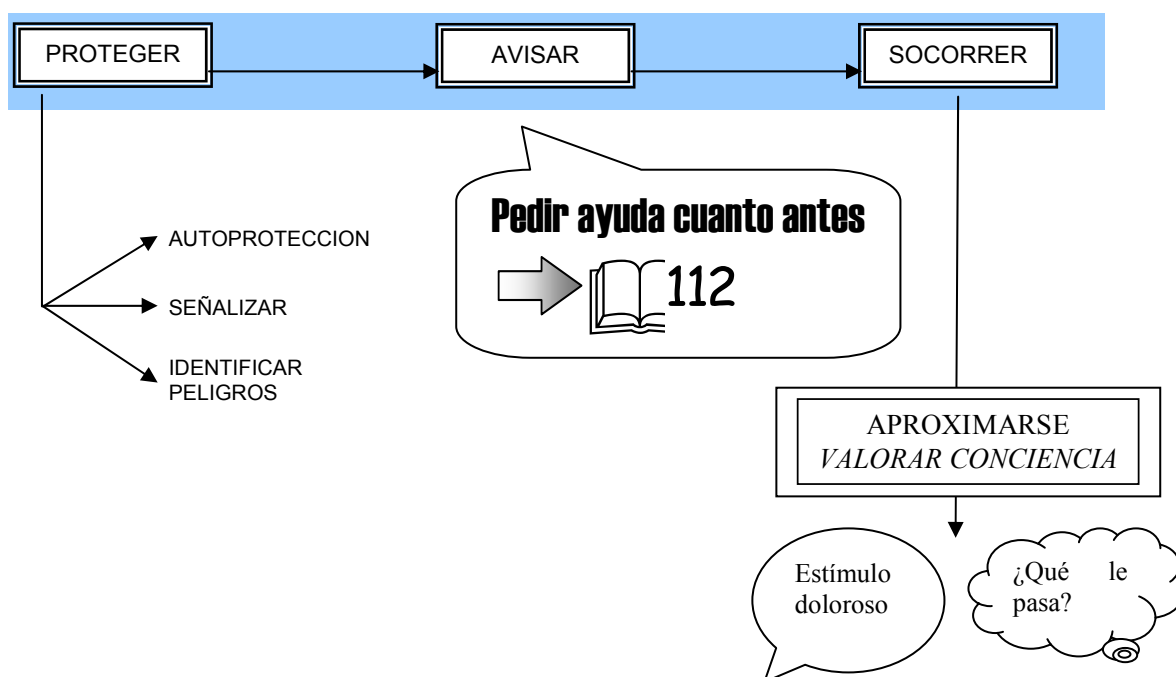 PROTEGER
AVISAR
SOCORRER
Pedir ayuda cuanto antes
112
AUTOPROTECCION
SEÑALIZAR
IDENTIFICAR
PELIGROS
APROXIMARSE
VALORAR CONCIENCIA
Estímulo
doloroso
¿Qué le
pasa?